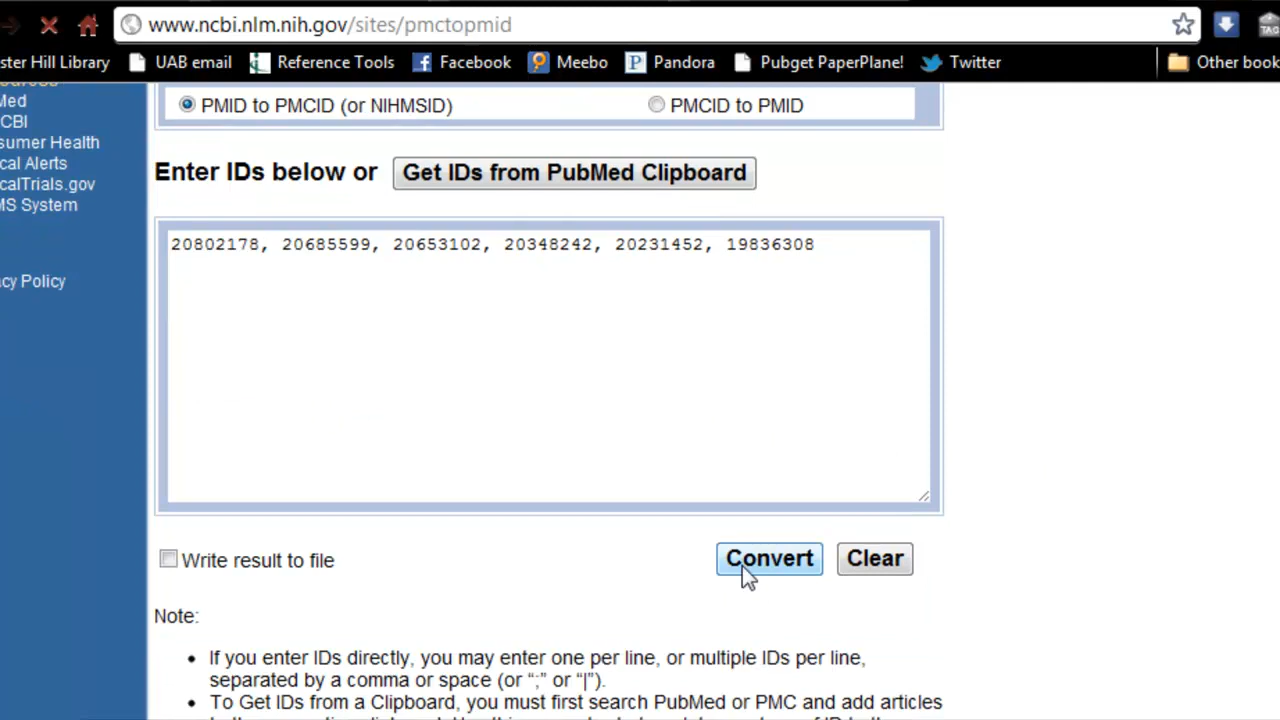 www.ncbi.nlm.nih.gov/sites/pmctopmid
TAG
ster Hill Library UAB email Reference Tools Facebook Meebo Pandora Pubget PaperPlane! Twitter Other book
Med
CBI
sumer Health
cal Alerts
calTrials.gov
MS System
cy Policy
PMID to PMCID (or NIHMSID) PMCID to PMID
Enter IDs below or Get IDs from PubMed Clipboard
20802178, 20685599, 20653102, 20348242, 20231452, 19836308
Write result to file Convert Clear
Note:
• If you enter IDs directly, you may enter one per line, or multiple IDs per line,
separated by a comma or space (or “;” or “|”).
• To Get IDs from a Clipboard, you must first search PubMed or PMC and add articles